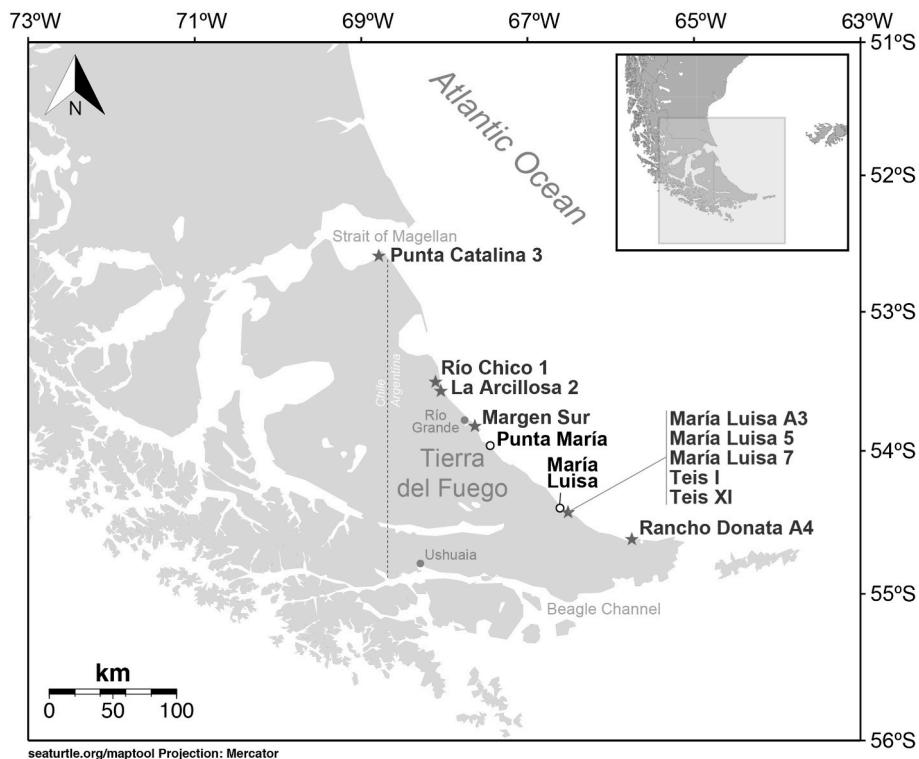 73ºW
71ºW
69ºW
67ºW
65ºW
63ºW
51ºS
52ºS
53ºS
54ºS
55ºS
56ºS
N
Atlantic Ocean
Strait of Magellan
Punta Catalina 3
Chile
Argentina
Río Chico 1
La Arcillosa 2
Río
Grande
Margen Sur
Punta María
Tierra
del Fuego
María
Luisa
María Luisa A3
María Luisa 5
María Luisa 7
Teis I
Teis XI
Rancho Donata A4
Ushuaia
Beagle Channel
km
0 50 100
seaturtle.org/maptool Projection: Mercator